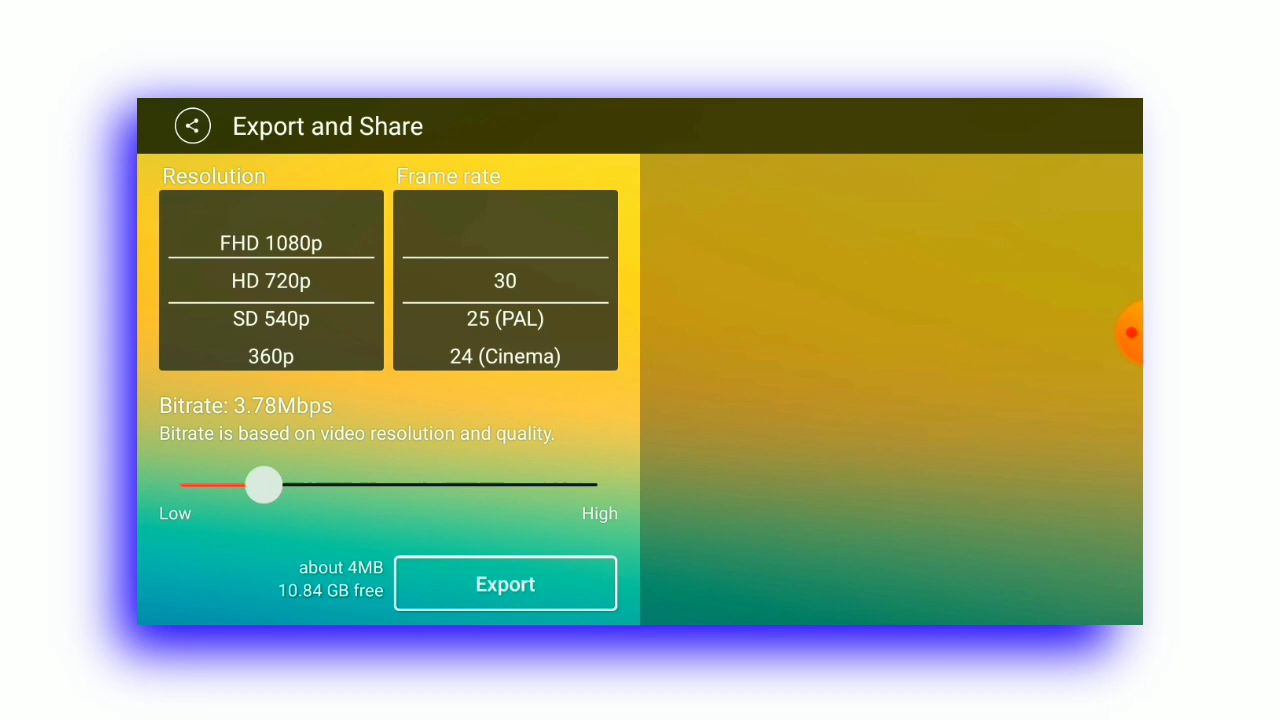 Export and Share
Resolution
FHD 1080p
HD 720p
SD 540p
360p
Frame rate
30
25 (PAL)
24 (Cinema)
Bitrate: 3.78Mbps
Bitrate is based on video resolution and quality.
Low
High
about 4MB
10.84 GB free
Export